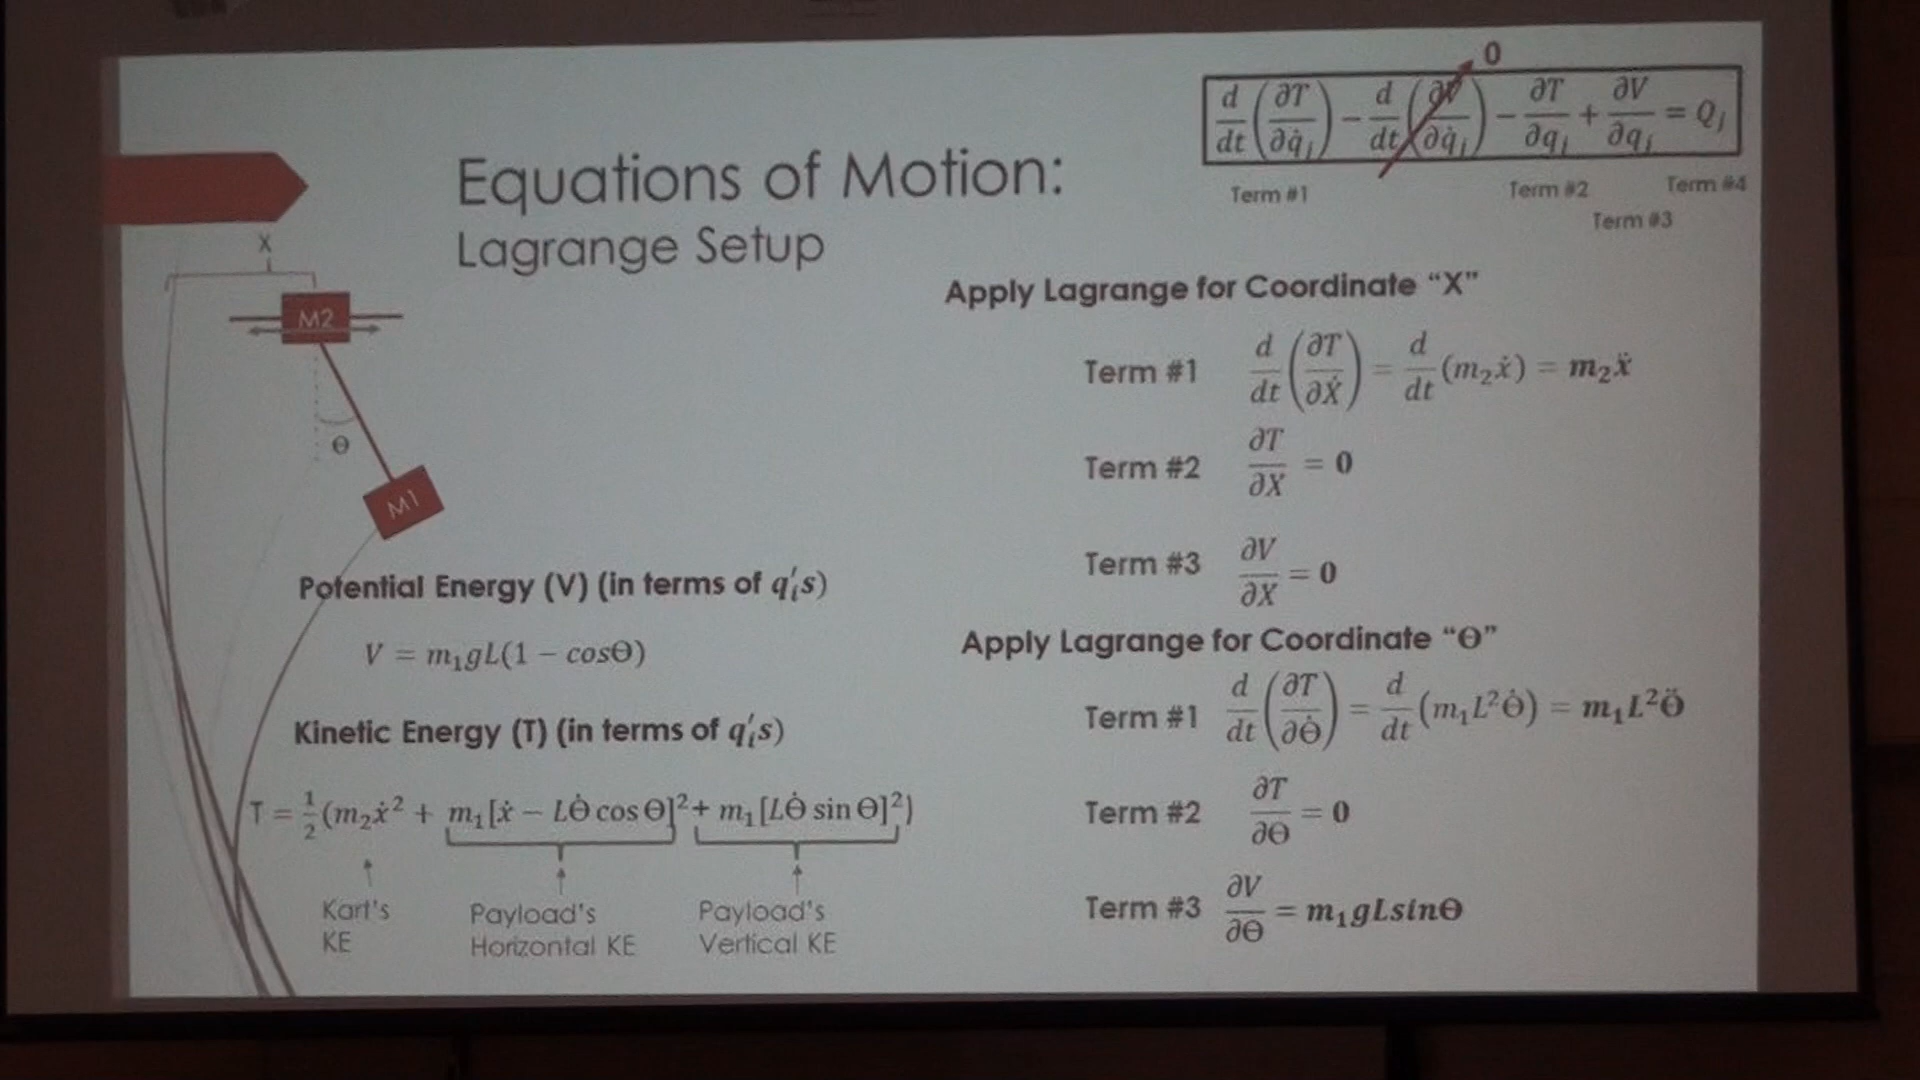 Equations of Motion:
Lagrange Setup
0
d/dt(∂T/∂q̇ⱼ) − d/dt(∂V/∂q̇ⱼ) − ∂T/∂qⱼ + ∂V/∂qⱼ = Qⱼ
Term #1
Term #2
Term #3
Term #4
X
M2
Θ
M1
Potential Energy (V) (in terms of q′ᵢs)
V = m₁gL(1 − cosΘ)
Kinetic Energy (T) (in terms of q′ᵢs)
T = ½(m₂ẋ² + m₁[ẋ − LΘ̇ cos Θ]² + m₁[LΘ̇ sin Θ]²)
Kart's
KE
Payload's
Horizontal KE
Payload's
Vertical KE
Apply Lagrange for Coordinate “X”
Term #1 d/dt(∂T/∂Ẋ) = d/dt(m₂ẋ) = m₂ẍ
Term #2 ∂T/∂X = 0
Term #3 ∂V/∂X = 0
Apply Lagrange for Coordinate “Θ”
Term #1 d/dt(∂T/∂Θ̇) = d/dt(m₁L²Θ̇) = m₁L²Θ̈
Term #2 ∂T/∂Θ = 0
Term #3 ∂V/∂Θ = m₁gLsinΘ